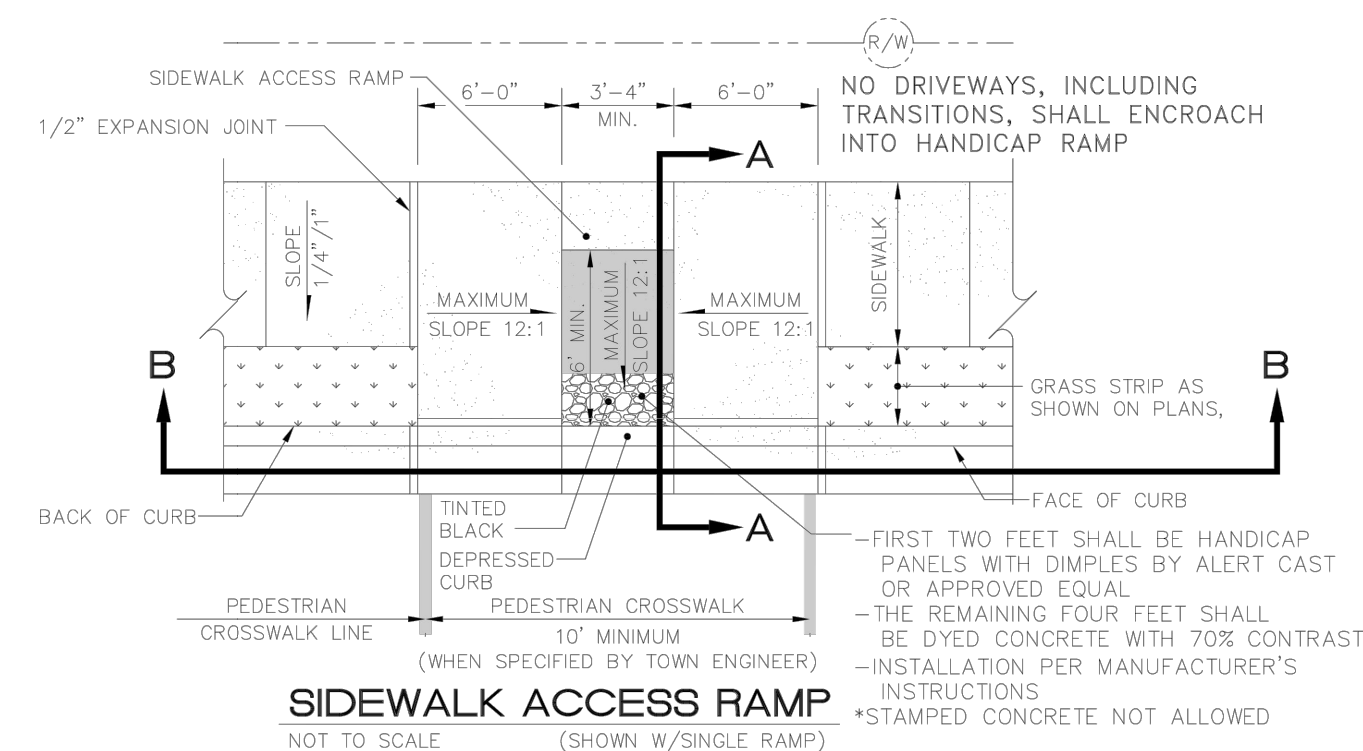 R/W
SIDEWALK ACCESS RAMP
6'-0"
3'-4"
MIN.
6'-0"
NO DRIVEWAYS, INCLUDING
TRANSITIONS, SHALL ENCROACH
INTO HANDICAP RAMP
1/2" EXPANSION JOINT
A
SLOPE
1/4"/1"
MAXIMUM
SLOPE 12:1
6' MIN.
MAXIMUM
SLOPE 12:1
MAXIMUM
SLOPE 12:1
SIDEWALK
B
B
GRASS STRIP AS
SHOWN ON PLANS,
BACK OF CURB
TINTED
BLACK
A
FACE OF CURB
DEPRESSED
CURB
-FIRST TWO FEET SHALL BE HANDICAP
PANELS WITH DIMPLES BY ALERT CAST
OR APPROVED EQUAL
-THE REMAINING FOUR FEET SHALL
BE DYED CONCRETE WITH 70% CONTRAST
-INSTALLATION PER MANUFACTURER'S
INSTRUCTIONS
*STAMPED CONCRETE NOT ALLOWED
PEDESTRIAN
CROSSWALK LINE
PEDESTRIAN CROSSWALK
10' MINIMUM
(WHEN SPECIFIED BY TOWN ENGINEER)
SIDEWALK ACCESS RAMP
NOT TO SCALE
(SHOWN W/SINGLE RAMP)